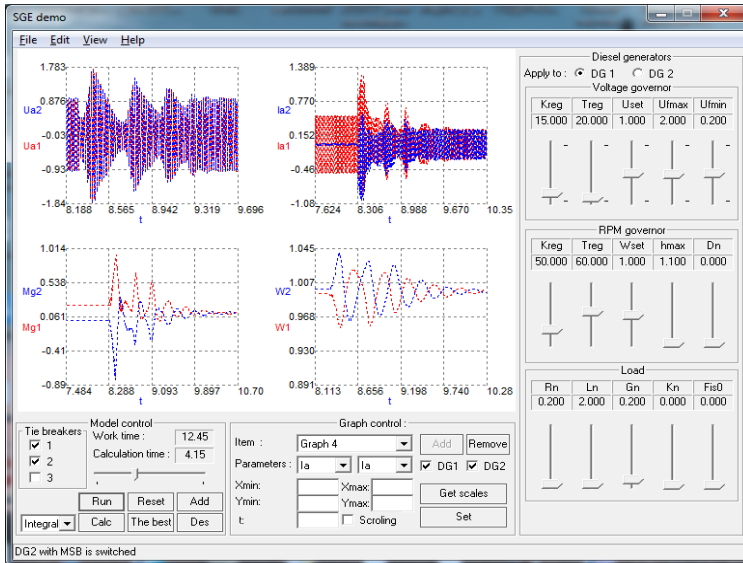 SGE demo
File Edit View Help
1.783
0.876
Ua2
-0.03
Ua1
-0.93
-1.84
8.188 8.565 8.942 9.319 9.696
t
1.389
0.770
Ia2
0.152
Ia1
-0.46
-1.08
7.624 8.306 8.988 9.670 10.35
t
1.014
0.538
Mg2
0.061
Mg1
-0.41
-0.89
7.484 8.288 9.093 9.897 10.70
t
1.045
1.007
W2
0.968
W1
0.930
0.891
8.113 8.656 9.198 9.740 10.28
t
Diesel generators
Apply to : DG 1 DG 2
Voltage governor
Kreg Treg Uset Ufmax Ufmin
15.000 20.000 1.000 2.000 0.200
RPM governor
Kreg Treg Wset hmax Dn
50.000 60.000 1.000 1.100 0.000
Load
Rn Ln Gn Kn Fis0
0.200 2.000 0.200 0.000 0.000
Tie breakers
1
2
3
Integral
Model control
Work time : 12.45
Calculation time : 4.15
Run Reset Add
Calc The best Des
Graph control :
Item : Graph 4 Add Remove
Parameters : Ia Ia DG1 DG2
Xmin: Xmax:
Ymin: Ymax:
t: Scroling
Get scales
Set
DG2 with MSB is switched